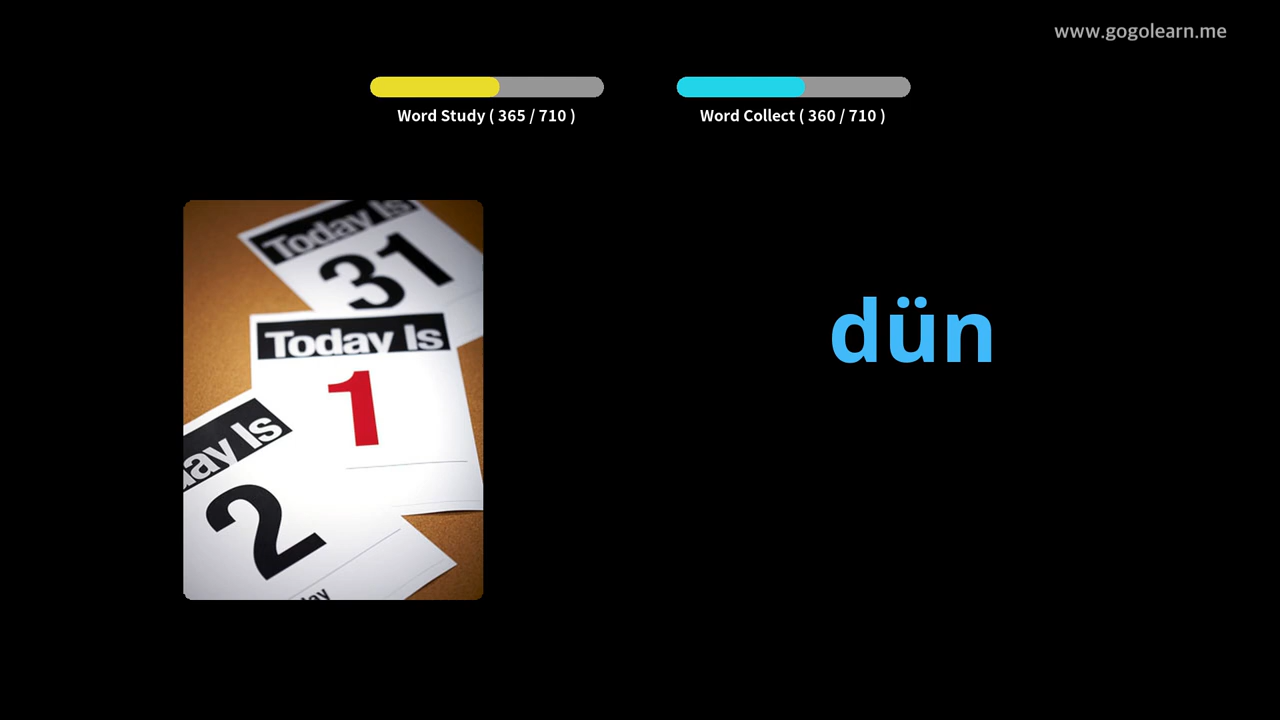 www.gogolearn.me
Word Study ( 365 / 710 )
Word Collect ( 360 / 710 )
Today Is
31
Today Is
1
dün
ay Is
2